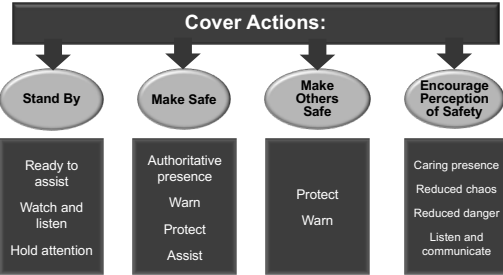 Cover Actions:
Stand By
Make Safe
Make
Others
Safe
Encourage
Perception
of Safety
Ready to
assist
Watch and
listen
Hold attention
Authoritative
presence
Warn
Protect
Assist
Protect
Warn
Caring presence
Reduced chaos
Reduced danger
Listen and
communicate